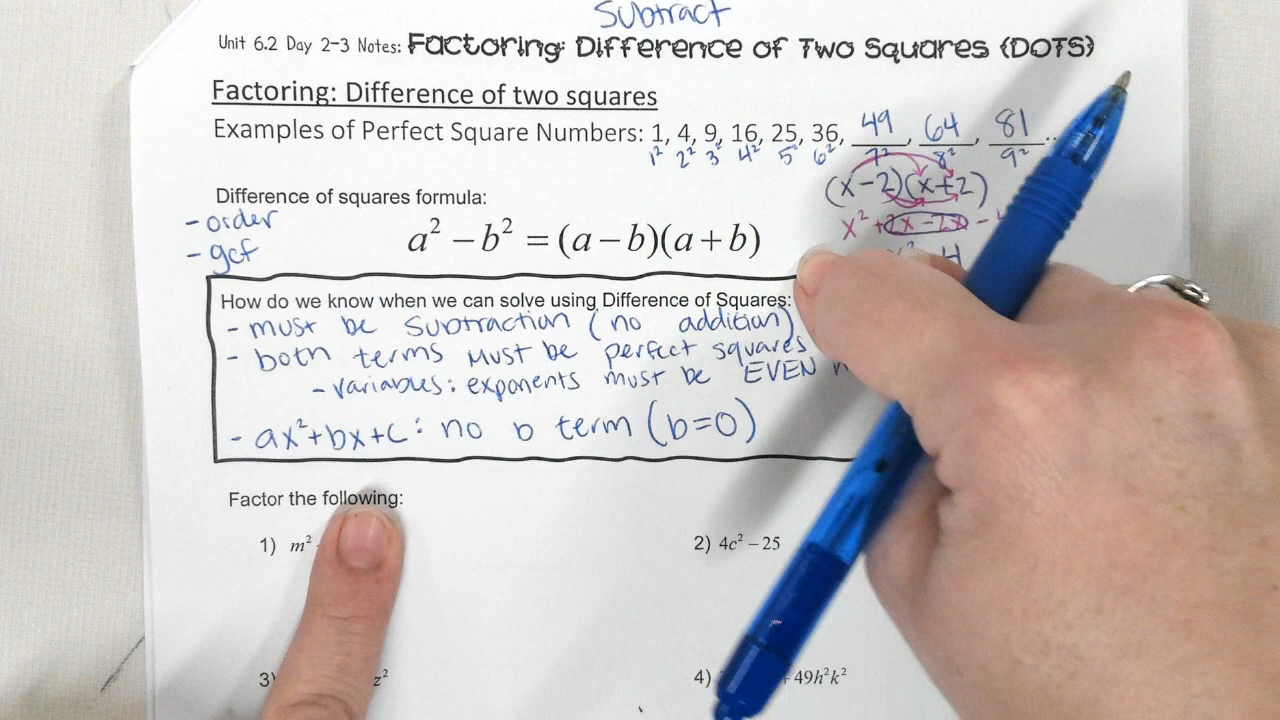 Subtract
Unit 6.2 Day 2-3 Notes: Factoring: Difference of Two Squares {DOTS}
Factoring: Difference of two squares
Examples of Perfect Square Numbers: 1, 4, 9, 16, 25, 36, 49, 64, 81...
1² 2² 3² 4² 5² 6² 7² 8² 9²
(x-2)(x+2)
Difference of squares formula:
- order
x² + 2x - 2x -
a² - b² = (a - b)(a + b)
- gcf
4
How do we know when we can solve using Difference of Squares:
- must be subtraction (no addition)
- both terms must be perfect squares
- variables: exponents must be EVEN
- ax²+bx+c: no b term (b=0)
Factor the following:
1) m²
2) 4c² - 25
3) z²
4) + 49h²k²